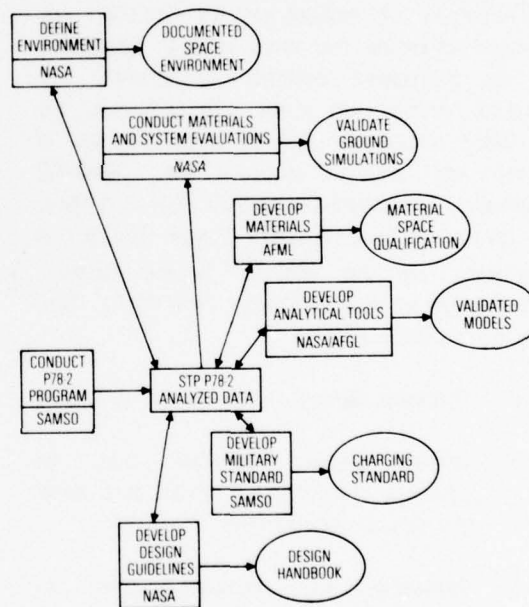 DEFINE
ENVIRONMENT
NASA
DOCUMENTED
SPACE
ENVIRONMENT
CONDUCT MATERIALS
AND SYSTEM EVALUATIONS
NASA
VALIDATE
GROUND
SIMULATIONS
DEVELOP
MATERIALS
AFML
MATERIAL
SPACE
QUALIFICATION
DEVELOP
ANALYTICAL TOOLS
NASA/AFGL
VALIDATED
MODELS
CONDUCT
P78-2
PROGRAM
SAMSO
STP P78-2
ANALYZED DATA
DEVELOP
MILITARY
STANDARD
SAMSO
CHARGING
STANDARD
DEVELOP
DESIGN
GUIDELINES
NASA
DESIGN
HANDBOOK